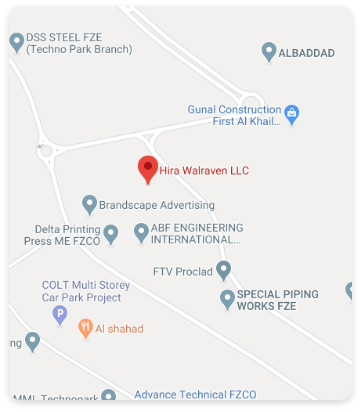 DSS STEEL FZE
(Techno Park Branch)
ALBADDAD
Gunal Construction
First Al Khail...
Hira Walraven LLC
Brandscape Advertising
Delta Printing
Press ME FZCO
ABF ENGINEERING
INTERNATIONAL...
FTV Proclad
COLT Multi Storey
Car Park Project
SPECIAL PIPING
WORKS FZE
P
Al shahad
ng
MML Technopark
Advance Technical FZCO